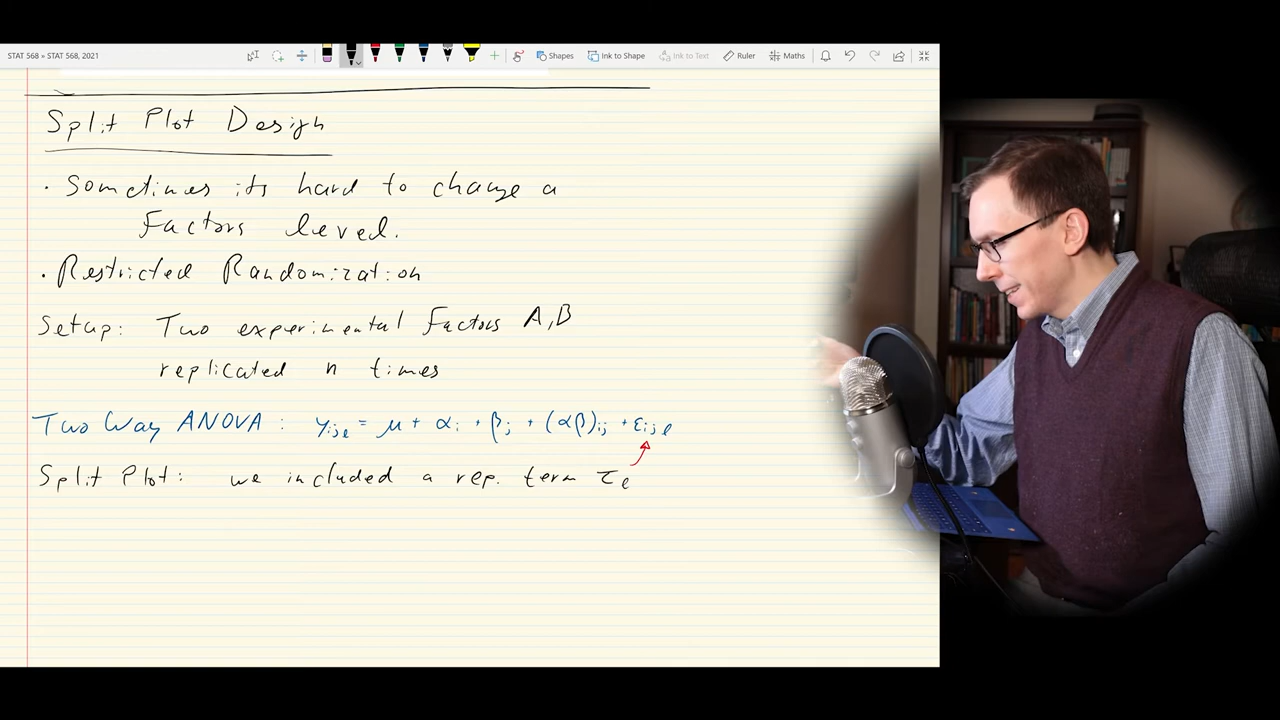 STAT 568 » STAT 568, 2021
Shapes
Ink to Shape
Ink to Text
Ruler
Maths
Split Plot Design
· Sometimes its hard to change a
Factors level.
· Restricted Randomization
Setup: Two experimental Factors A,B
replicated n times
Two Way ANOVA : yijℓ = μ + αi + βj + (αβ)ij + εijℓ
Split Plot: we included a rep. term τℓ